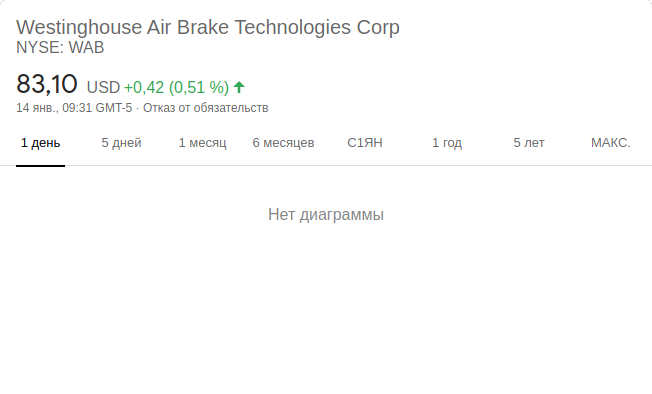 Westinghouse Air Brake Technologies Corp
NYSE: WAB
83,10 USD +0,42 (0,51 %)
14 янв., 09:31 GMT-5 · Отказ от обязательств
1 день 5 дней 1 месяц 6 месяцев С1ЯН 1 год 5 лет МАКС.
Нет диаграммы